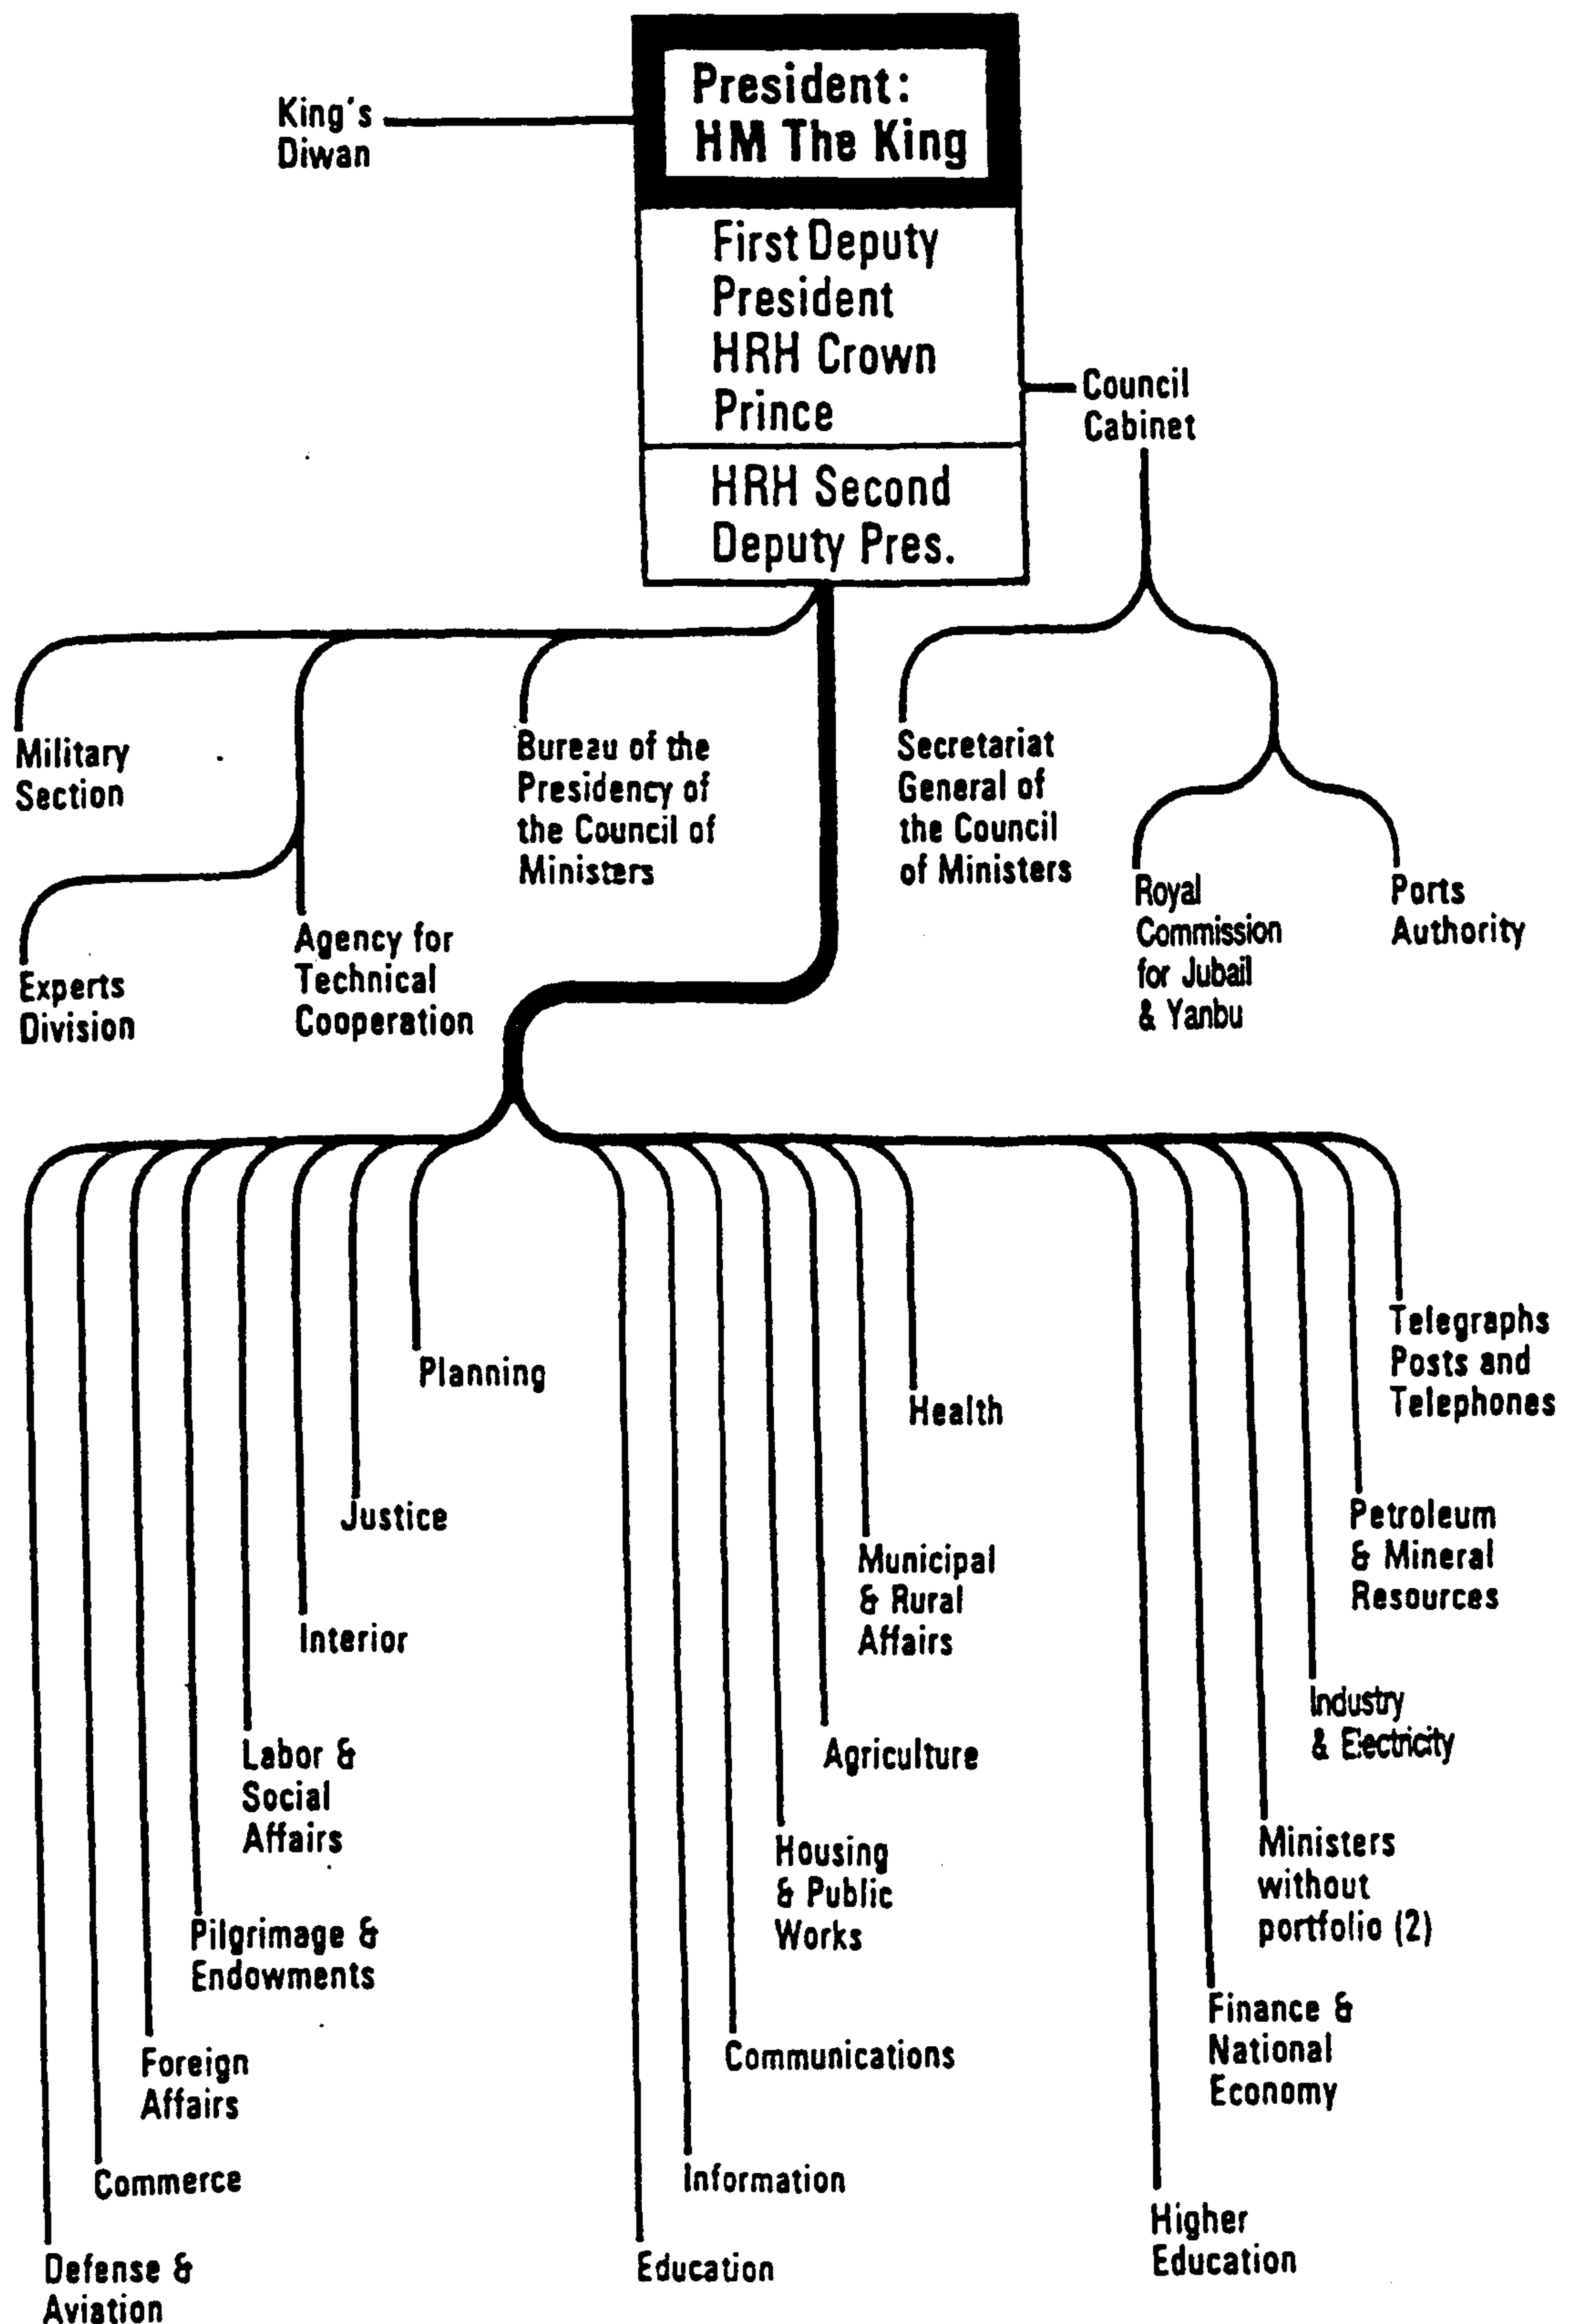 President:
HM The King
King's
Diwan
First Deputy
President
HRH Crown
Prince
Council
Cabinet
HRH Second
Deputy Pres.
Military
Section
Bureau of the
Presidency of
the Council of
Ministers
Secretariat
General of
the Council
of Ministers
Royal
Commission
for Jubail
& Yanbu
Ports
Authority
Experts
Division
Agency for
Technical
Cooperation
Planning
Justice
Interior
Labor &
Social
Affairs
Pilgrimage &
Endowments
Foreign
Affairs
Commerce
Defense &
Aviation
Health
Municipal
& Rural
Affairs
Agriculture
Housing
& Public
Works
Communications
Information
Education
Telegraphs
Posts and
Telephones
Petroleum
& Mineral
Resources
Industry
& Electricity
Ministers
without
portfolio (2)
Finance &
National
Economy
Higher
Education